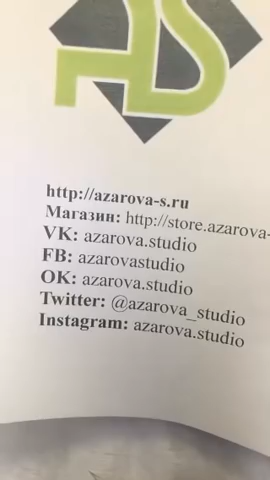 http://azarova-s.ru
Магазин: http://store.azarova-
VK: azarova.studio
FB: azarovastudio
OK: azarova.studio
Twitter: @azarova_studio
Instagram: azarova.studio